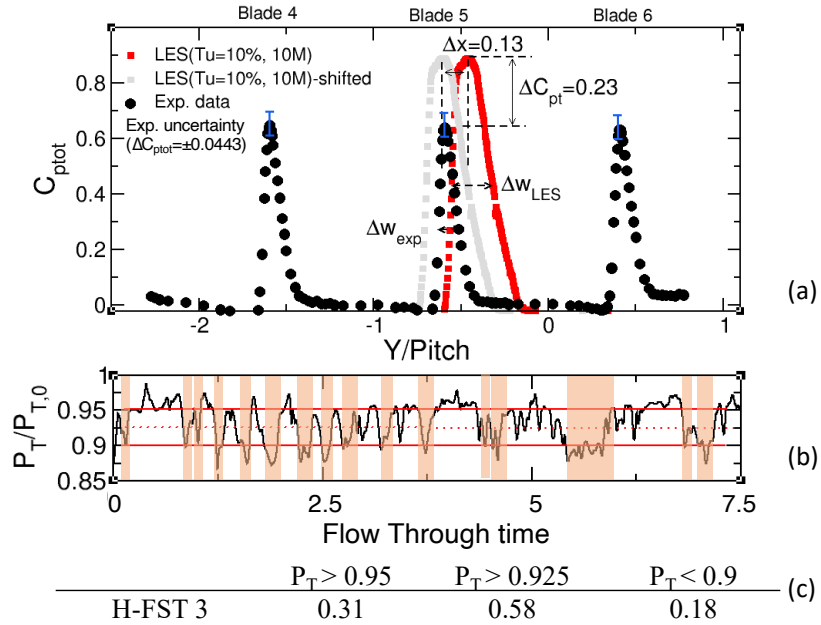 Blade 4 Blade 5 Blade 6
1
0.8
0.6
0.4
0.2
0
C_ptot
LES(Tu=10%, 10M)
LES(Tu=10%, 10M)-shifted
Exp. data
Exp. uncertainty
(ΔC_ptot=±0.0443)
Δx=0.13
ΔC_pt=0.23
Δw_LES
Δw_exp
-2 -1 0 1
Y/Pitch
(a)
1
0.95
0.9
0.85
P_T/P_T,0
0 2.5 5 7.5
Flow Through time
(b)
P_T > 0.95 P_T > 0.925 P_T < 0.9
(c)
H-FST 3 0.31 0.58 0.18